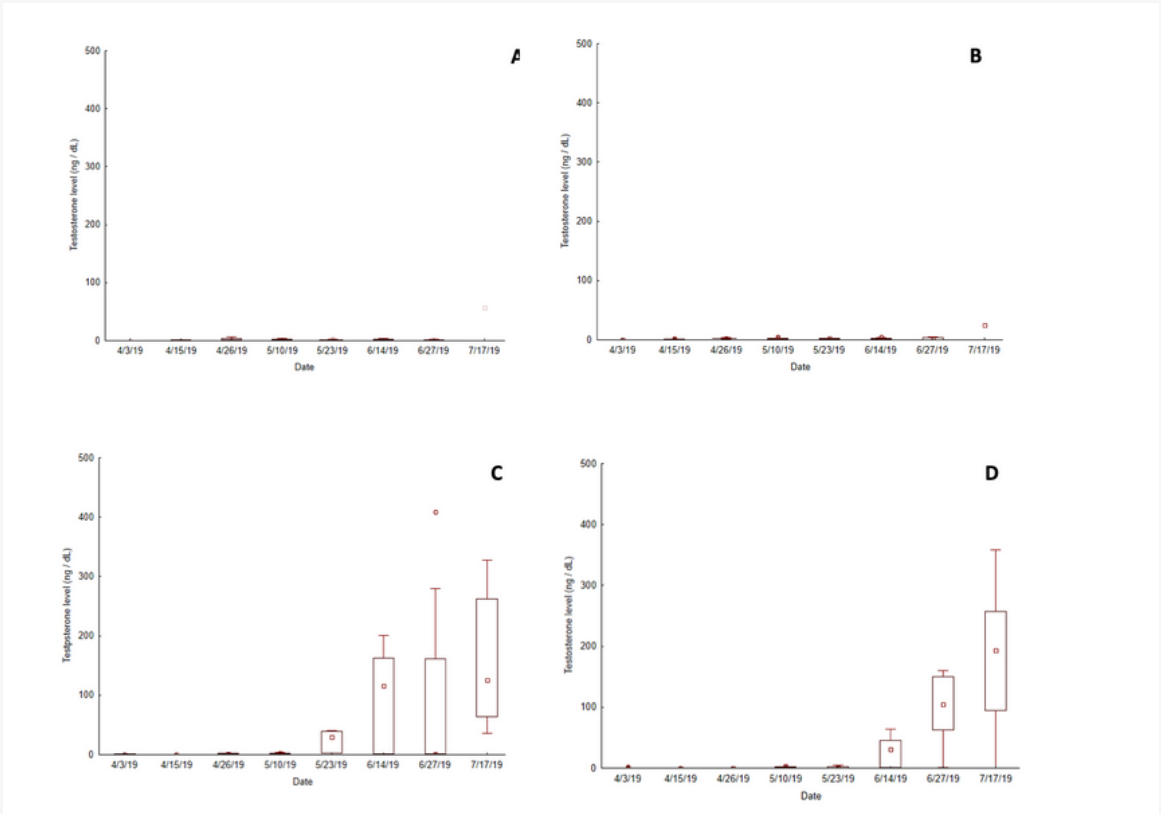 A
500
400
300
200
100
0
Testosterone level (ng / dL)
4/3/19 4/15/19 4/26/19 5/10/19 5/23/19 6/14/19 6/27/19 7/17/19
Date
B
500
400
300
200
100
0
Testosterone level (ng / dL)
4/3/19 4/15/19 4/26/19 5/10/19 5/23/19 6/14/19 6/27/19 7/17/19
Date
C
500
400
300
200
100
0
Testpsterone level (ng / dL)
4/3/19 4/15/19 4/26/19 5/10/19 5/23/19 6/14/19 6/27/19 7/17/19
Date
D
500
400
300
200
100
0
Testosterone level (ng / dL)
4/3/19 4/15/19 4/26/19 5/10/19 5/23/19 6/14/19 6/27/19 7/17/19
Date